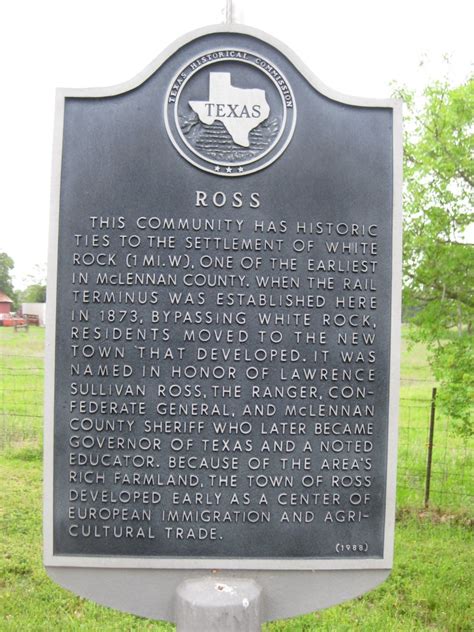 TEXAS HISTORICAL COMMISSION
TEXAS
ROSS
THIS COMMUNITY HAS HISTORIC
TIES TO THE SETTLEMENT OF WHITE
ROCK (1 MI. W), ONE OF THE EARLIEST
IN McLENNAN COUNTY. WHEN THE RAIL
TERMINUS WAS ESTABLISHED HERE
IN 1873, BYPASSING WHITE ROCK,
RESIDENTS MOVED TO THE NEW
TOWN THAT DEVELOPED. IT WAS
NAMED IN HONOR OF LAWRENCE
SULLIVAN ROSS, THE RANGER, CON-
FEDERATE GENERAL, AND McLENNAN
COUNTY SHERIFF WHO LATER BECAME
GOVERNOR OF TEXAS AND A NOTED
EDUCATOR. BECAUSE OF THE AREA'S
RICH FARMLAND, THE TOWN OF ROSS
DEVELOPED EARLY AS A CENTER OF
EUROPEAN IMMIGRATION AND AGRI-
CULTURAL TRADE.
(1988)